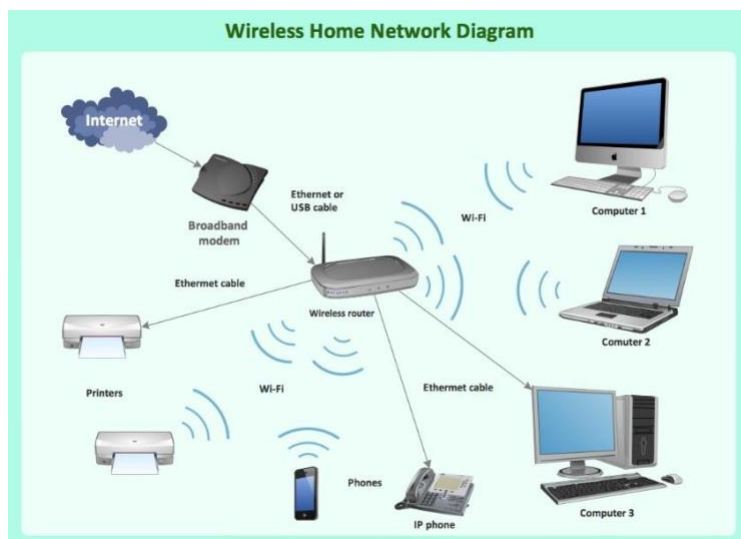 Wireless Home Network Diagram
Internet
Broadband
modem
Ethernet or
USB cable
Wi-Fi
Computer 1
Ethermet cable
Wireless router
Comuter 2
Printers
Wi-Fi
Ethermet cable
Phones
IP phone
Computer 3